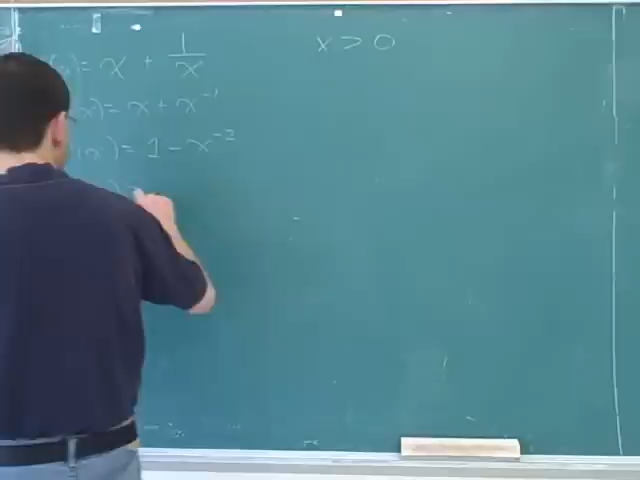 x) = x + 1/x
x > 0
x) = x + x⁻¹
(x) = 1 - x⁻²
) =